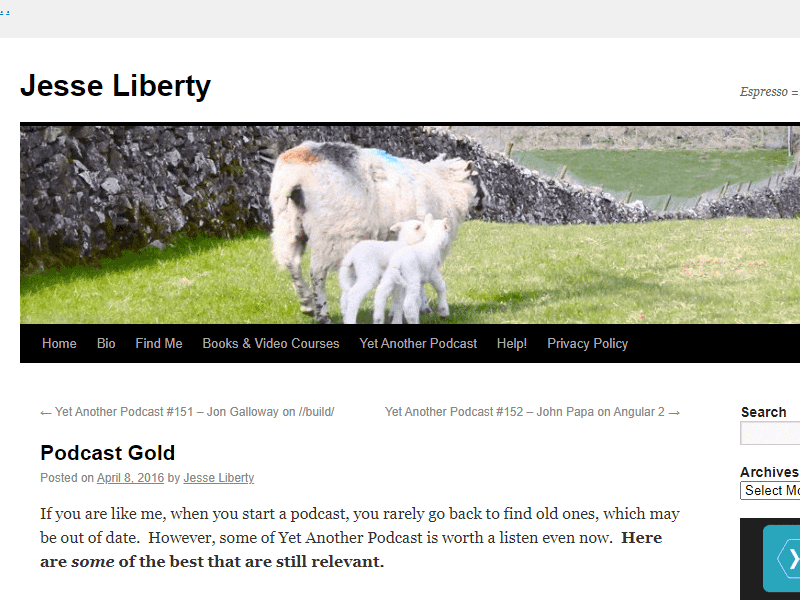 Jesse Liberty
Espresso =
Home Bio Find Me Books & Video Courses Yet Another Podcast Help! Privacy Policy
← Yet Another Podcast #151 – Jon Galloway on //build/
Yet Another Podcast #152 – John Papa on Angular 2 →
Podcast Gold
Posted on April 8, 2016 by Jesse Liberty
If you are like me, when you start a podcast, you rarely go back to find old ones, which may
be out of date.  However, some of Yet Another Podcast is worth a listen even now.  Here
are some of the best that are still relevant.
Search
Archives
Select Mo